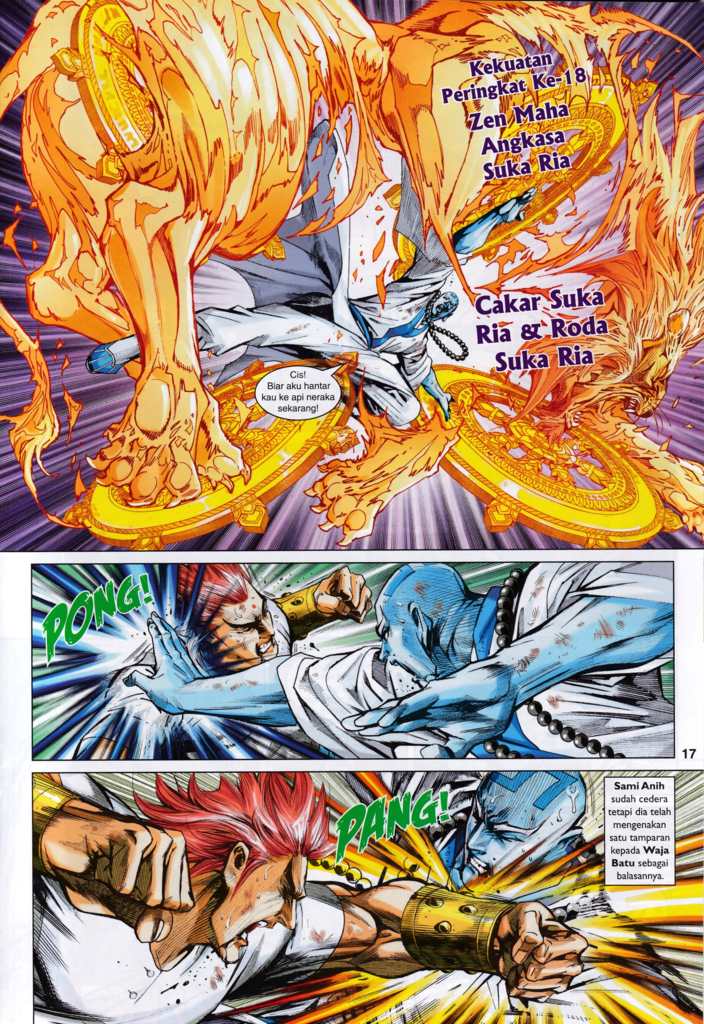 Kekuatan
Peringkat Ke-18
Zen Maha
Angkasa
Suka Ria
Cakar Suka
Ria & Roda
Suka Ria
Cis!
Biar aku hantar
kau ke api neraka
sekarang!
PONG!
17
PANG!
Sami Anih
sudah cedera
tetapi dia telah
mengenakan
satu tamparan
kepada Waja
Batu sebagai
balasannya.